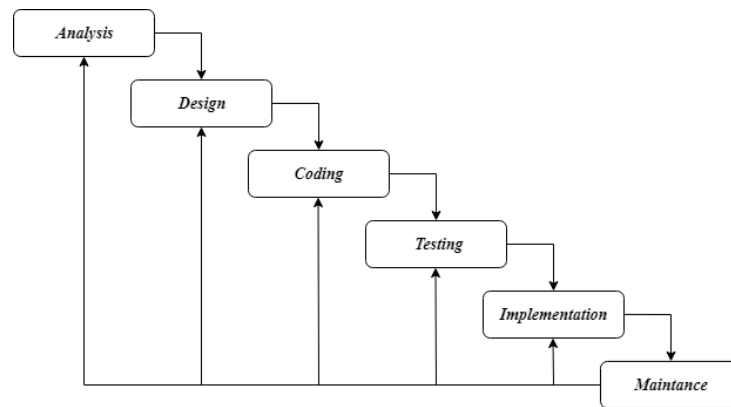 Analysis
Design
Coding
Testing
Implementation
Maintance